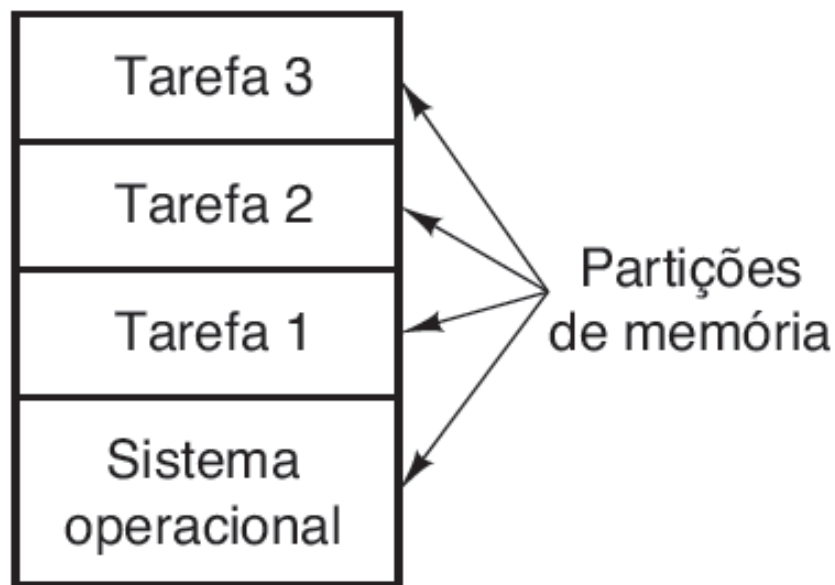 Tarefa 3
Tarefa 2
Tarefa 1
Sistema
operacional
Partições
de memória